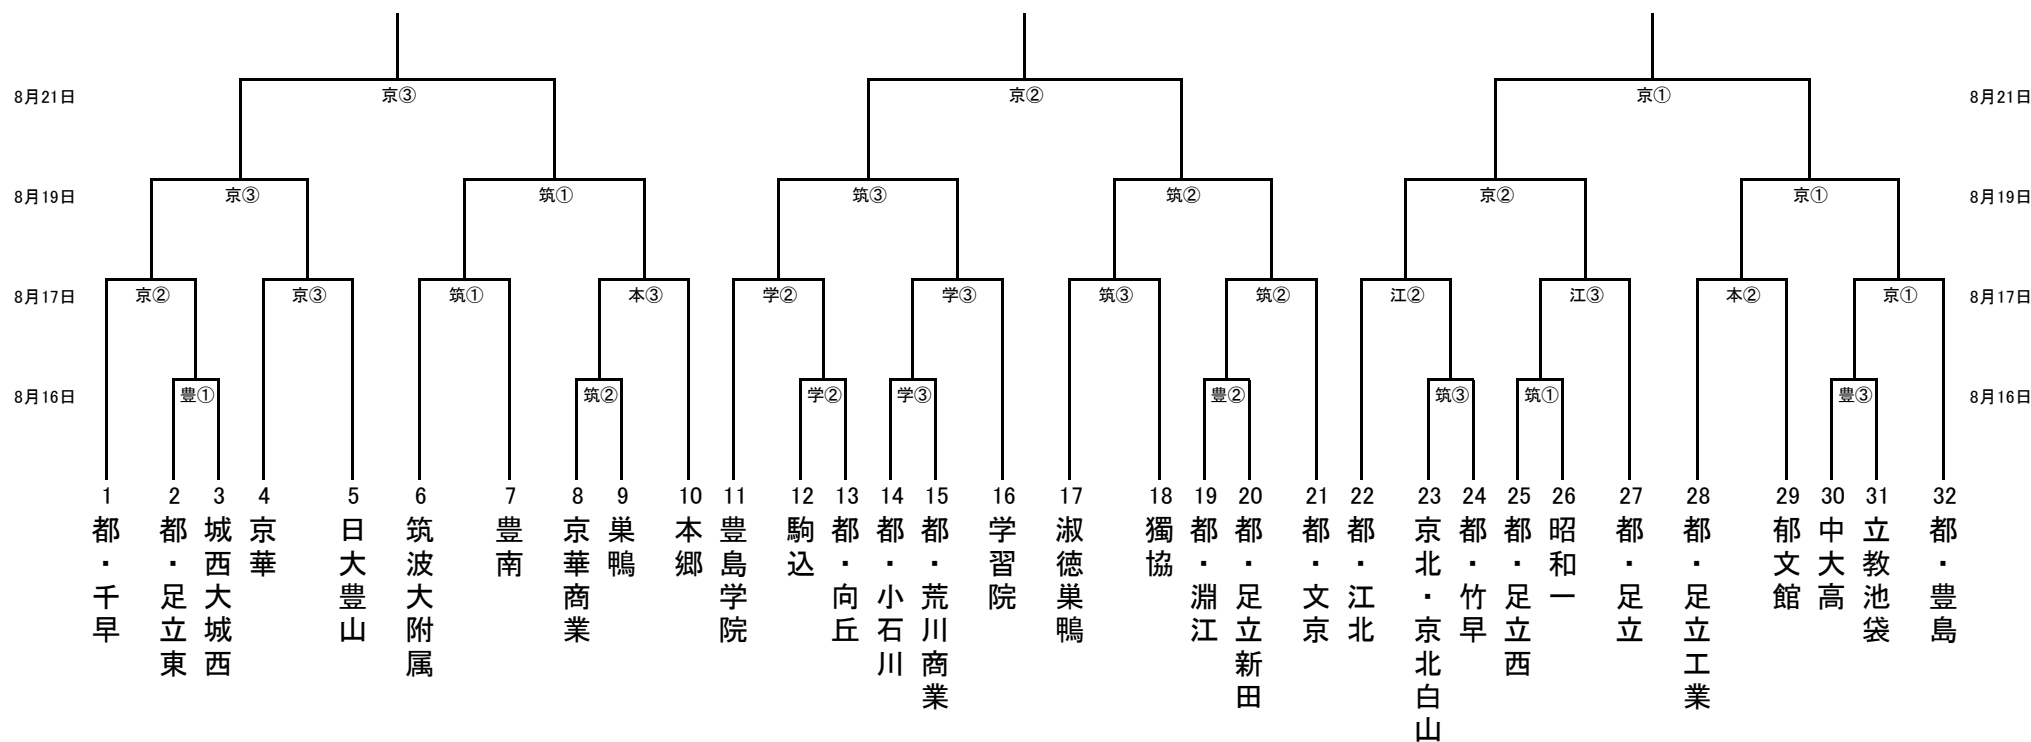 京③ 京② 京①
8月21日 8月21日
京③ 筑① 筑③ 筑② 京② 京①
8月19日 8月19日
京② 京③ 筑① 本③ 学② 学③ 筑③ 筑② 江② 江③ 本② 京①
8月17日 8月17日
豊① 筑② 学② 学③ 豊② 筑③ 筑① 豊③
8月16日 8月16日
1 2 3 4 5 6 7 8 9 10 11 12 13 14 15 16 17 18 19 20 21 22 23 24 25 26 27 28 29 30 31 32
都・千早
都・足立東
城西大城西
京華
日大豊山
筑波大附属
豊南
京華商業
巣鴨
本郷
豊島学院
駒込
都・向丘
都・小石川
都・荒川商業
学習院
淑徳巣鴨
獨協
都・淵江
都・足立新田
都・文京
都・江北
京北・京北白山
都・竹早
都・足立西
昭和一
都・足立
都・足立工業
郁文館
中大高
立教池袋
都・豊島